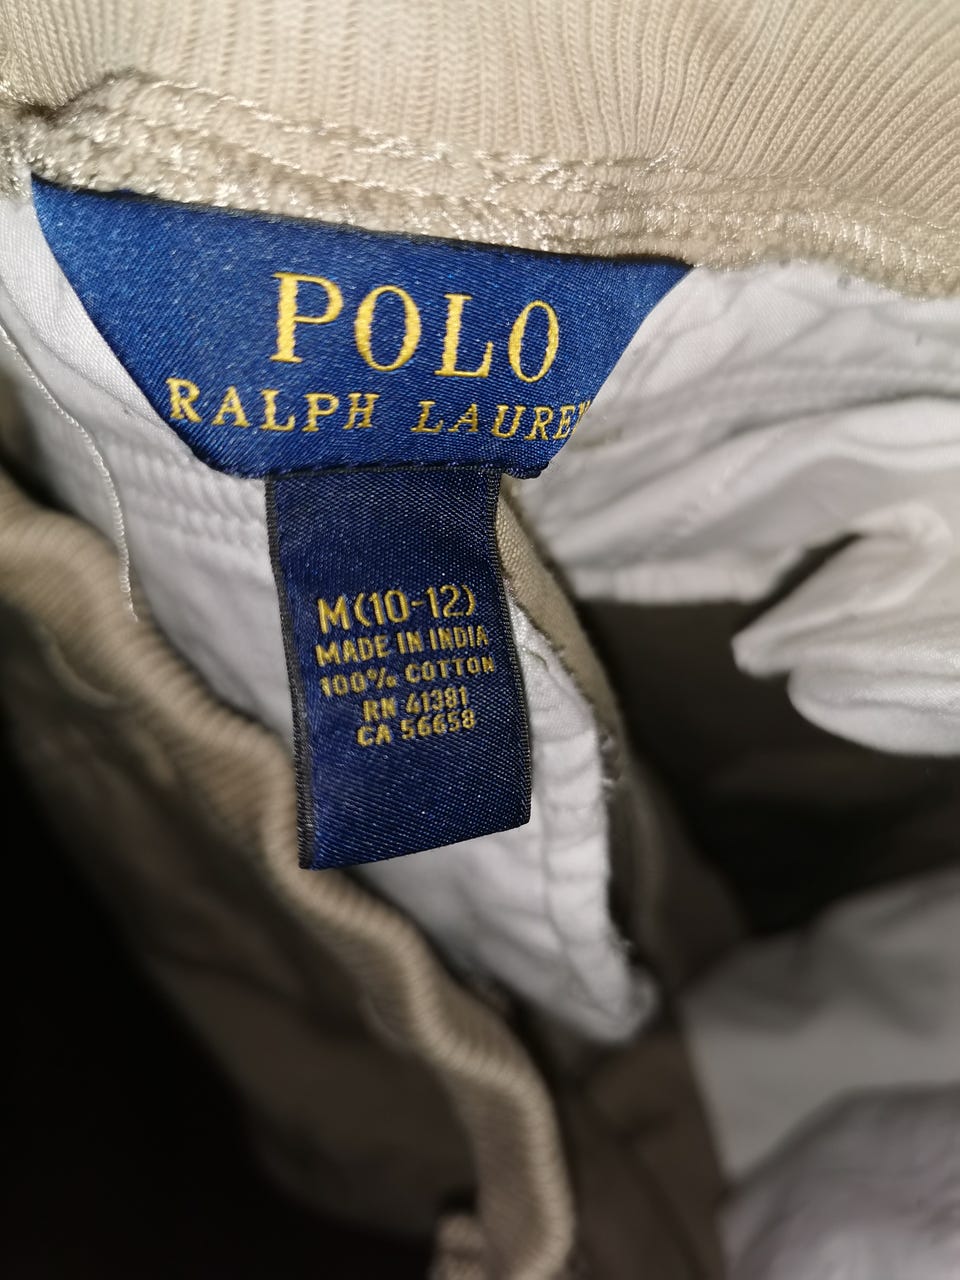 POLO
RALPH LAUREN
M(10-12)
MADE IN INDIA
100% COTTON
RN 41381
CA 56658